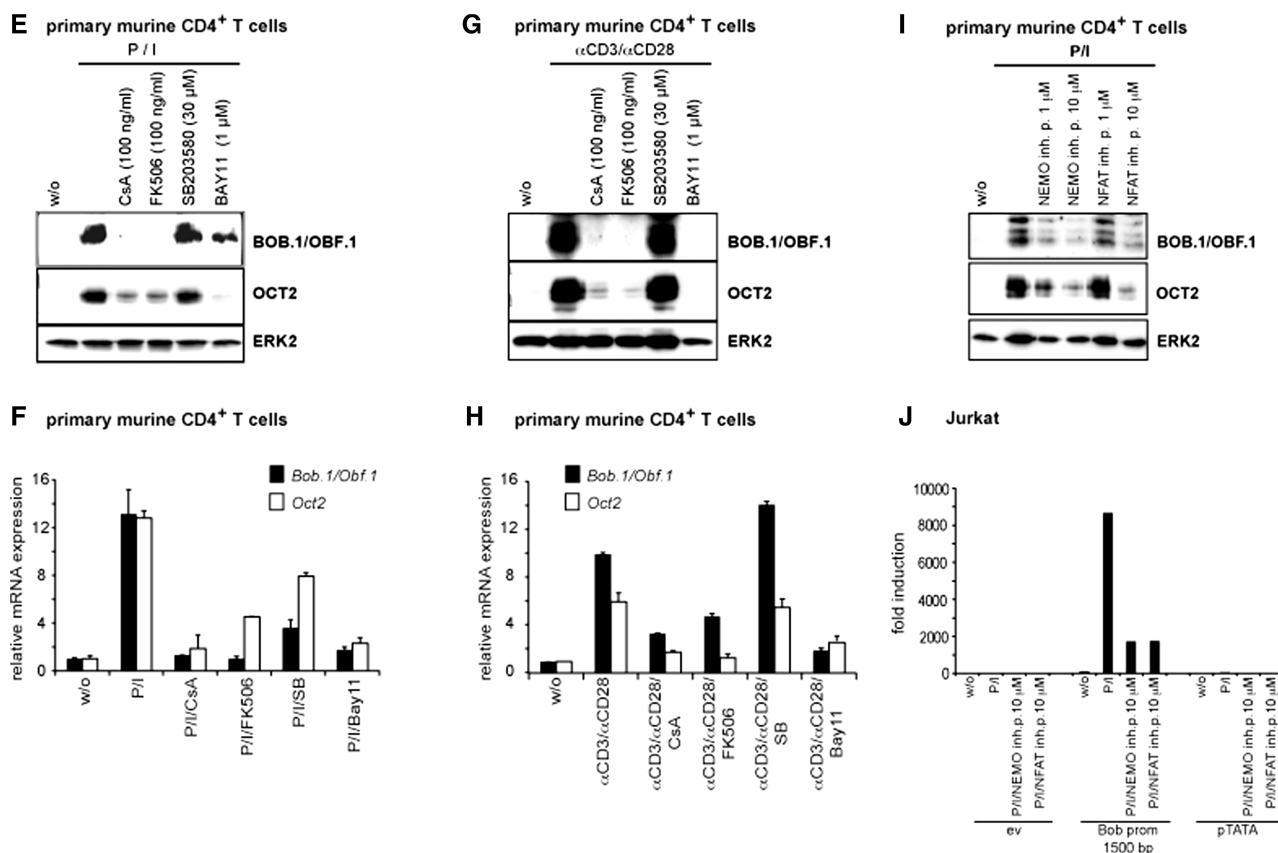 E primary murine CD4+ T cells
P / I
w/o
CsA (100 ng/ml)
FK506 (100 ng/ml)
SB203580 (30 µM)
BAY11 (1 µM)
BOB.1/OBF.1
OCT2
ERK2
G primary murine CD4+ T cells
αCD3/αCD28
w/o
CsA (100 ng/ml)
FK506 (100 ng/ml)
SB203580 (30 µM)
BAY11 (1 µM)
BOB.1/OBF.1
OCT2
ERK2
I primary murine CD4+ T cells
P/I
w/o
NEMO inh. p. 1 µM
NEMO inh. p. 10 µM
NFAT inh. p. 1 µM
NFAT inh. p. 10 µM
BOB.1/OBF.1
OCT2
ERK2
F primary murine CD4+ T cells
relative mRNA expression
16
12
8
4
0
Bob.1/Obf.1
Oct2
w/o
P/I
P/I/CsA
P/I/FK506
P/I/SB
P/I/Bay11
H primary murine CD4+ T cells
relative mRNA expression
16
12
8
4
0
Bob.1/Obf.1
Oct2
w/o
αCD3/αCD28
αCD3/αCD28/
CsA
αCD3/αCD28/
FK506
αCD3/αCD28/
SB
αCD3/αCD28/
Bay11
J Jurkat
fold induction
10000
8000
6000
4000
2000
0
w/o
P/I
P/I/NEMO inh.p. 10 µM
P/I/NFAT inh.p. 10 µM
ev
w/o
P/I
P/I/NEMO inh.p. 10 µM
P/I/NFAT inh.p. 10 µM
Bob prom
1500 bp
w/o
P/I
P/I/NEMO inh.p. 10 µM
P/I/NFAT inh.p. 10 µM
pTATA